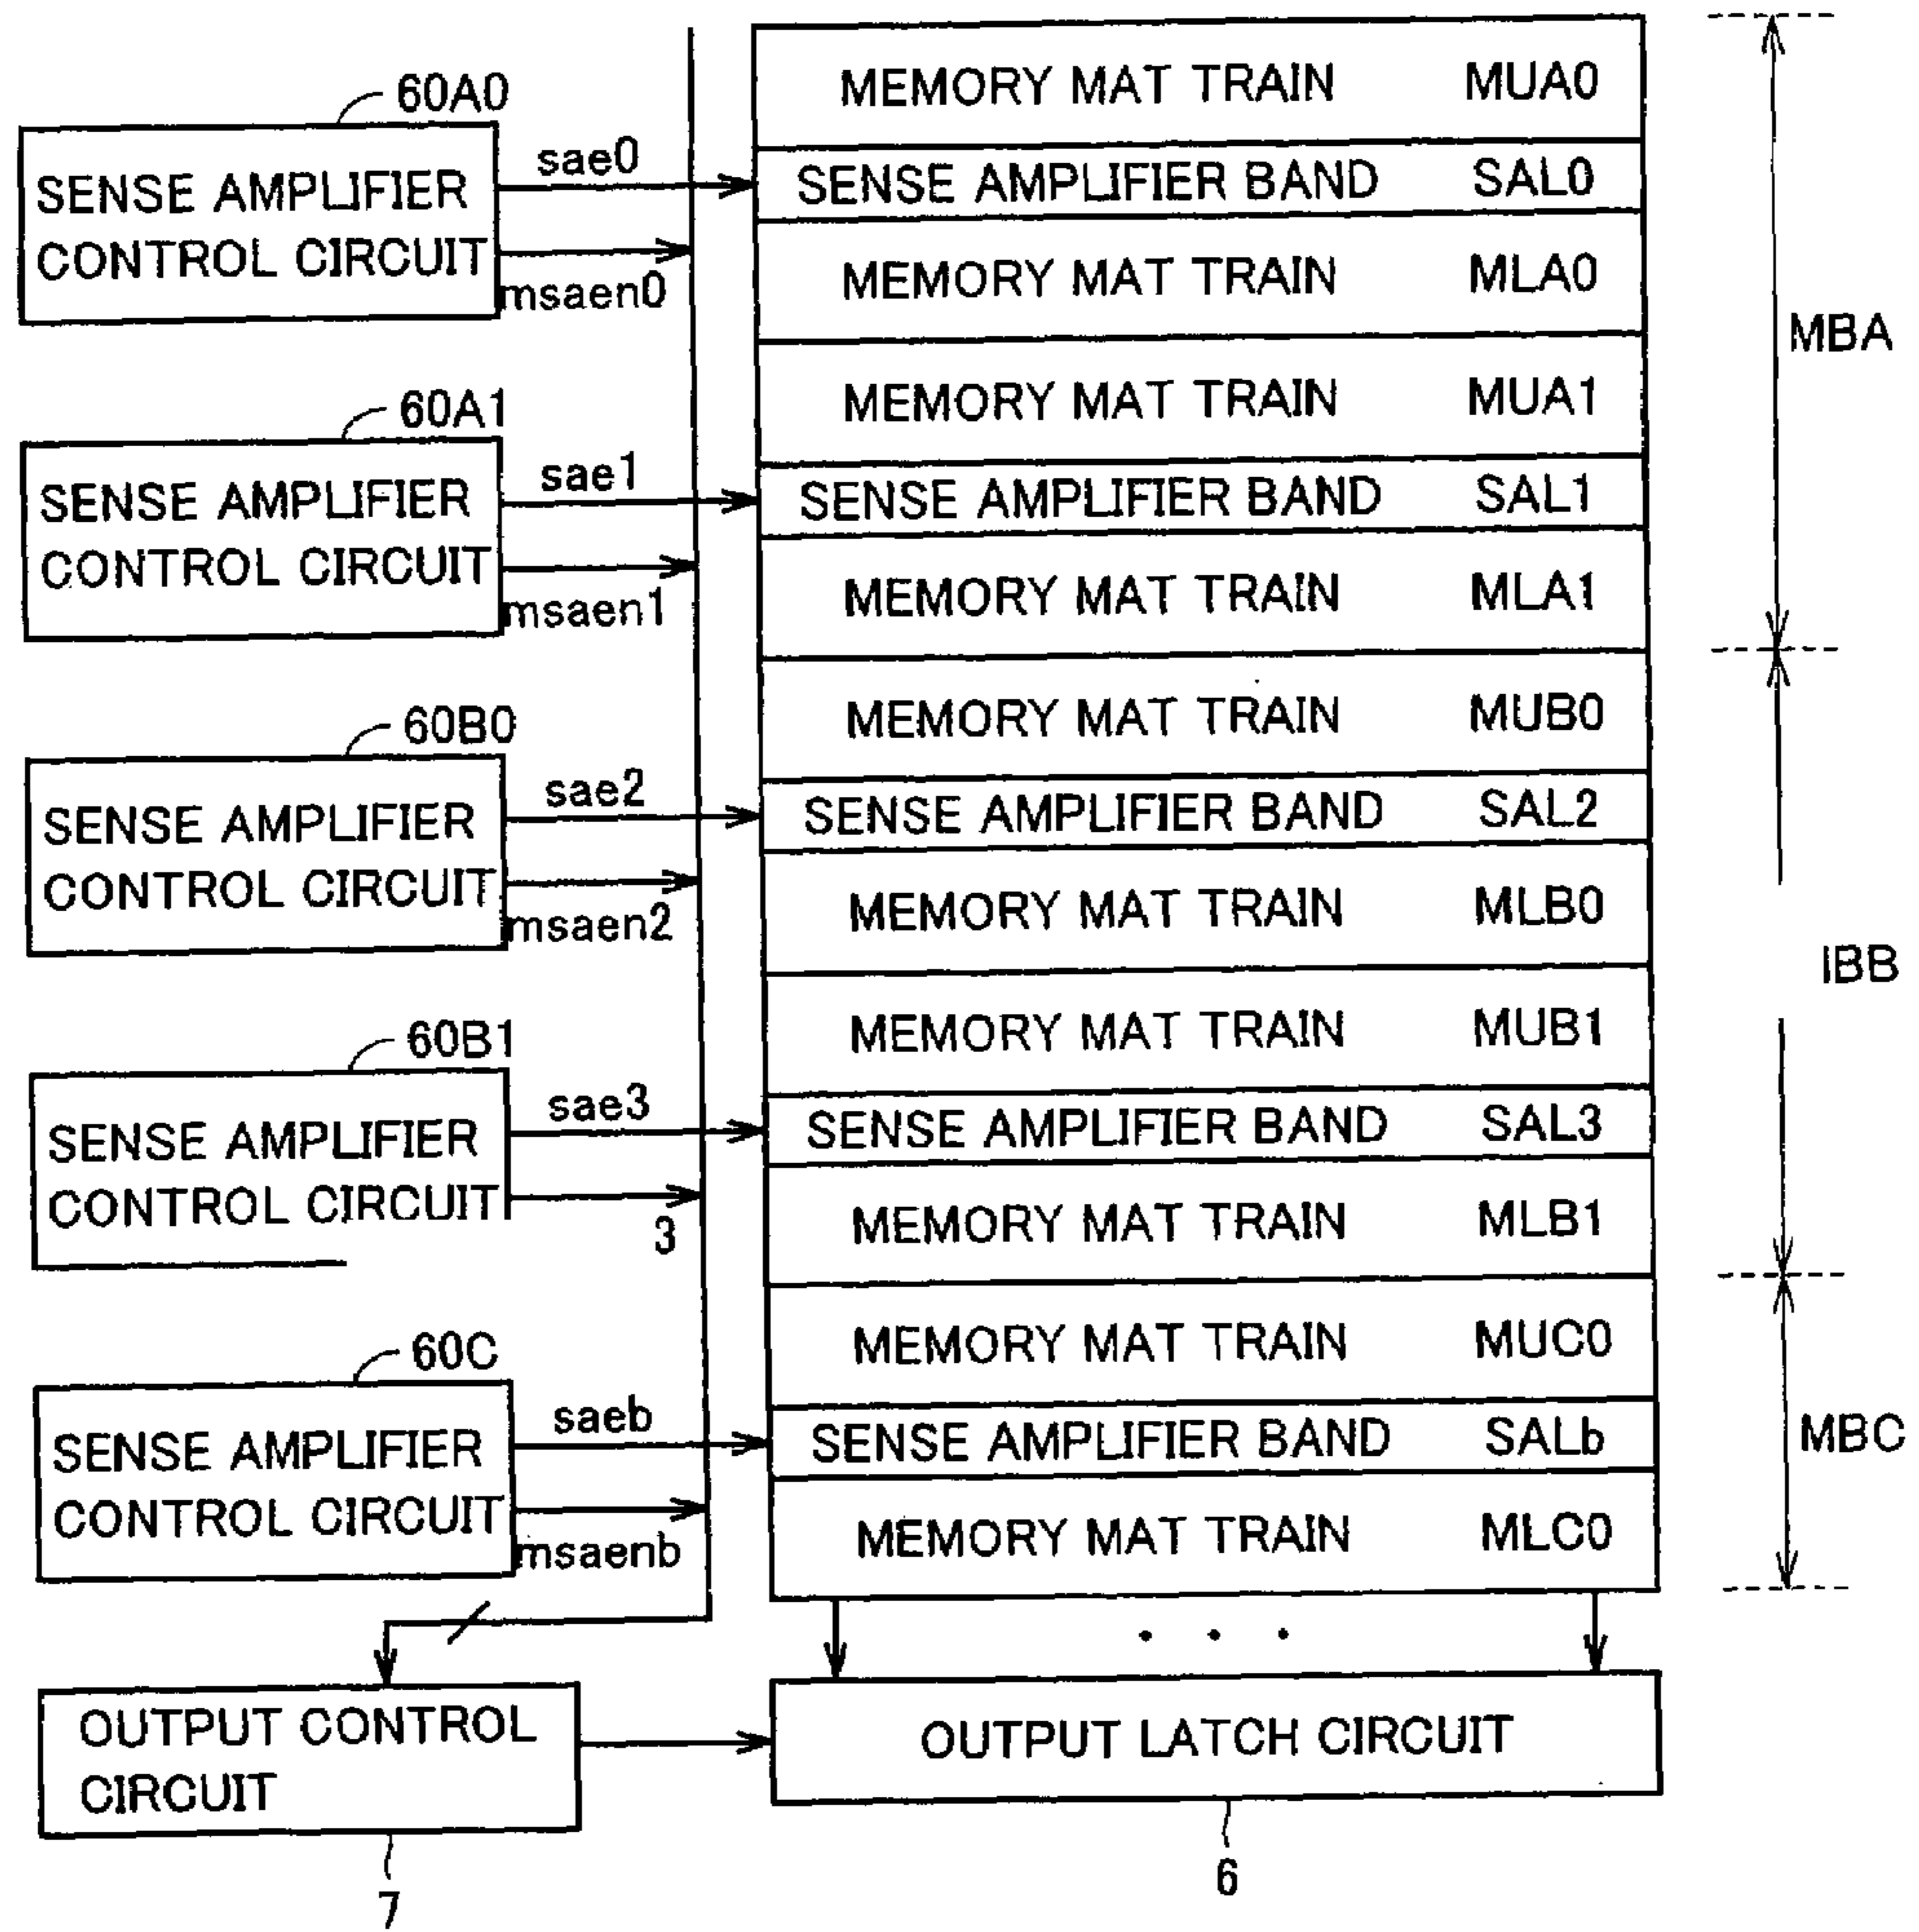 60A0
SENSE AMPLIFIER
CONTROL CIRCUIT
sae0
msaen0
60A1
SENSE AMPLIFIER
CONTROL CIRCUIT
sae1
msaen1
60B0
SENSE AMPLIFIER
CONTROL CIRCUIT
sae2
msaen2
60B1
SENSE AMPLIFIER
CONTROL CIRCUIT
sae3
3
60C
SENSE AMPLIFIER
CONTROL CIRCUIT
saeb
msaenb
MEMORY MAT TRAIN MUA0
SENSE AMPLIFIER BAND SAL0
MEMORY MAT TRAIN MLA0
MEMORY MAT TRAIN MUA1
SENSE AMPLIFIER BAND SAL1
MEMORY MAT TRAIN MLA1
MEMORY MAT TRAIN MUB0
SENSE AMPLIFIER BAND SAL2
MEMORY MAT TRAIN MLB0
MEMORY MAT TRAIN MUB1
SENSE AMPLIFIER BAND SAL3
MEMORY MAT TRAIN MLB1
MEMORY MAT TRAIN MUC0
SENSE AMPLIFIER BAND SALb
MEMORY MAT TRAIN MLC0
MBA
IBB
MBC
OUTPUT CONTROL
CIRCUIT
7
OUTPUT LATCH CIRCUIT
6